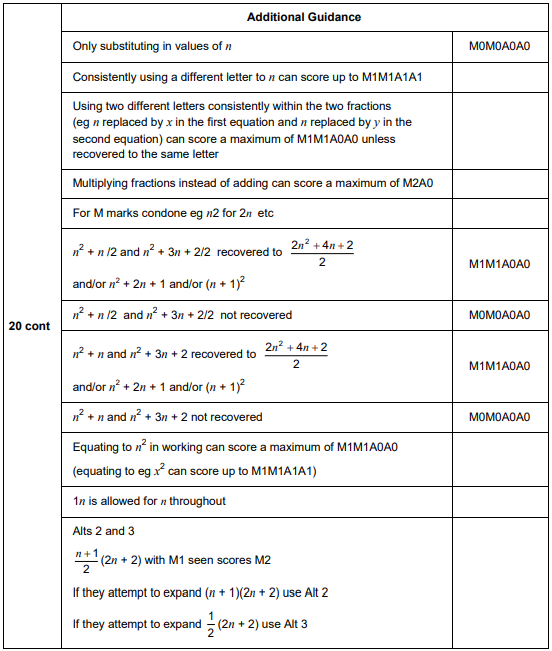 Additional Guidance
Only substituting in values of n
M0M0A0A0
Consistently using a different letter to n can score up to M1M1A1A1
Using two different letters consistently within the two fractions
(eg n replaced by x in the first equation and n replaced by y in the
second equation) can score a maximum of M1M1A0A0 unless
recovered to the same letter
Multiplying fractions instead of adding can score a maximum of M2A0
For M marks condone eg n2 for 2n etc
n² + n /2 and n² + 3n + 2/2 recovered to (2n² + 4n + 2)/2
and/or n² + 2n + 1 and/or (n + 1)²
M1M1A0A0
20 cont
n² + n /2 and n² + 3n + 2/2 not recovered
M0M0A0A0
n² + n and n² + 3n + 2 recovered to (2n² + 4n + 2)/2
and/or n² + 2n + 1 and/or (n + 1)²
M1M1A0A0
n² + n and n² + 3n + 2 not recovered
M0M0A0A0
Equating to n² in working can score a maximum of M1M1A0A0
(equating to eg x² can score up to M1M1A1A1)
1n is allowed for n throughout
Alts 2 and 3
(n + 1)/2 (2n + 2) with M1 seen scores M2
If they attempt to expand (n + 1)(2n + 2) use Alt 2
If they attempt to expand 1/2 (2n + 2) use Alt 3